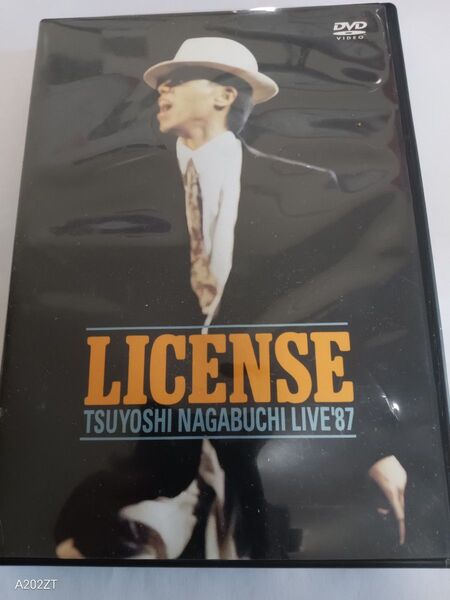 DVD
VIDEO
LICENSE
TSUYOSHI NAGABUCHI LIVE'87
A202ZT